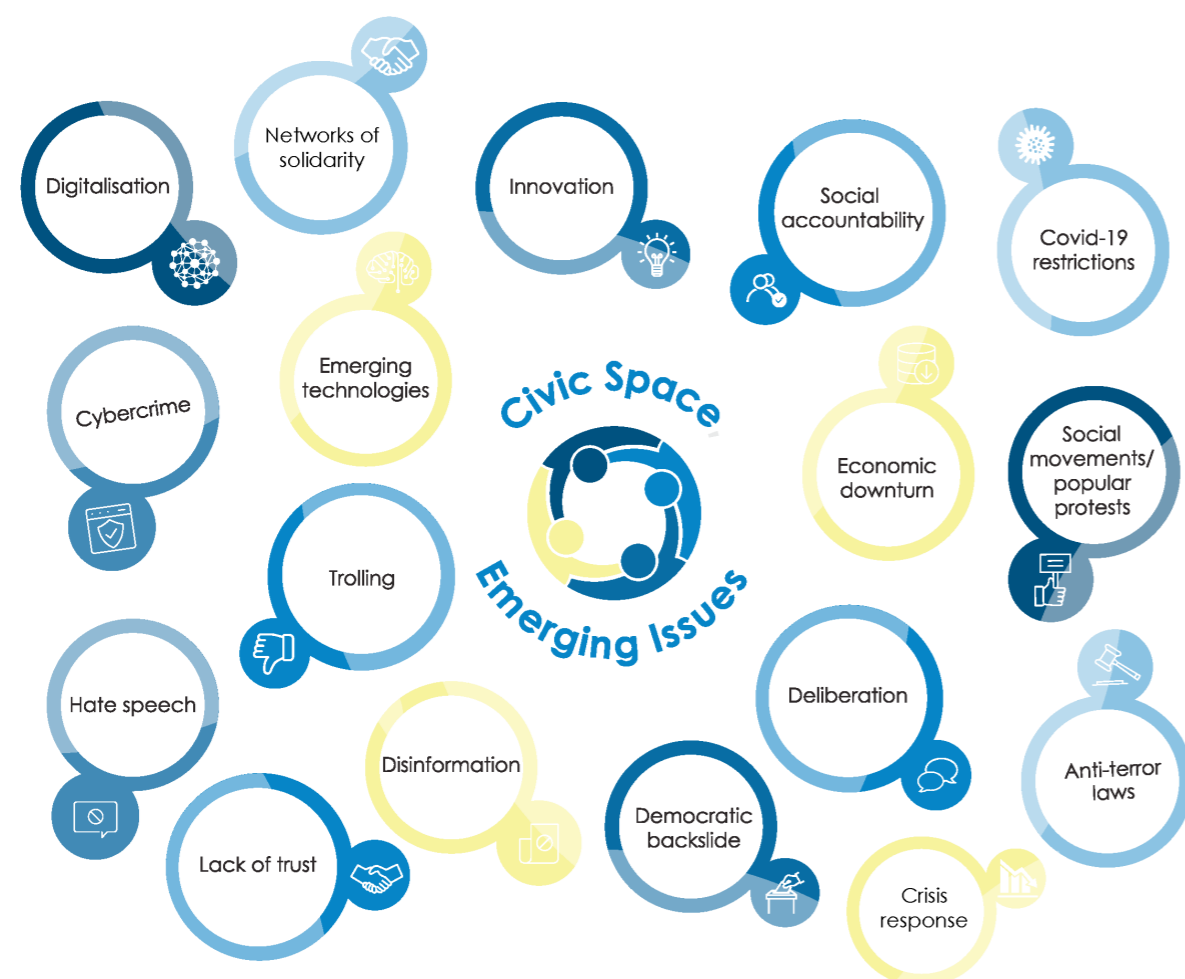 Networks of
solidarity
Digitalisation
Innovation
Social
accountability
Covid-19
restrictions
Emerging
technologies
Cybercrime
Civic Space
Economic
downturn
Social
movements/
popular
protests
Trolling
Emerging Issues
Hate speech
Deliberation
Disinformation
Anti-terror
laws
Democratic
backslide
Lack of trust
Crisis
response